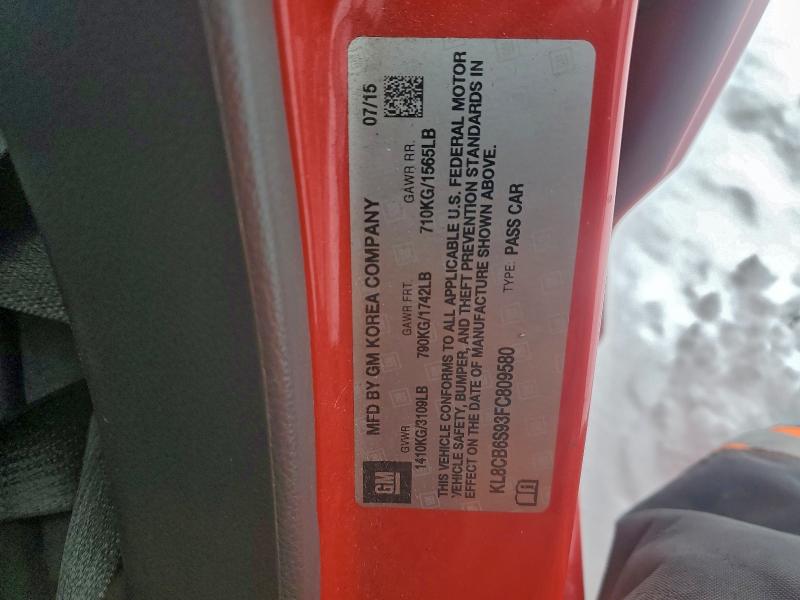 GM
MFD BY GM KOREA COMPANY 07/15
GVWR GAWR FRT. GAWR RR.
1410KG/3109LB 790KG/1742LB 710KG/1565LB
THIS VEHICLE CONFORMS TO ALL APPLICABLE U.S. FEDERAL MOTOR
VEHICLE SAFETY, BUMPER, AND THEFT PREVENTION STANDARDS IN
EFFECT ON THE DATE OF MANUFACTURE SHOWN ABOVE.
KL8CB6S93FC809580 TYPE: PASS CAR